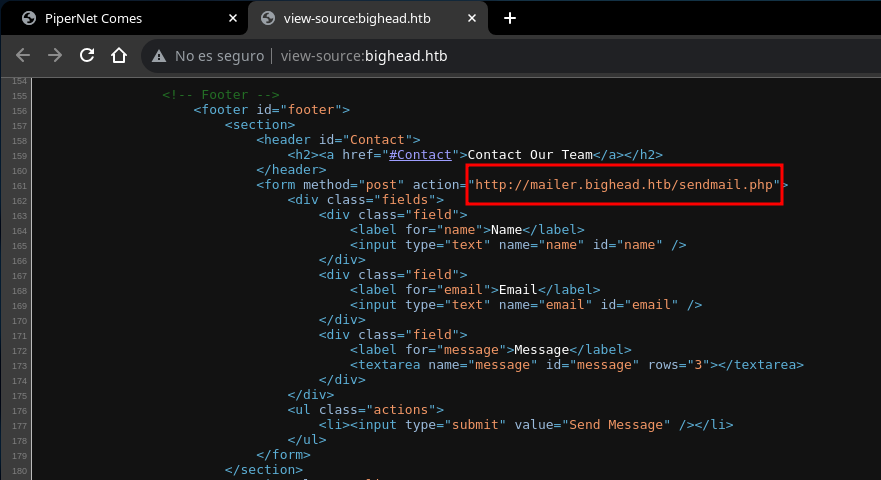 PiperNet Comes
view-source:bighead.htb
No es seguro | view-source:bighead.htb
154
155 <!-- Footer -->
156 <footer id="footer">
157 <section>
158 <header id="Contact">
159 <h2><a href="#Contact">Contact Our Team</a></h2>
160 </header>
161 <form method="post" action="http://mailer.bighead.htb/sendmail.php">
162 <div class="fields">
163 <div class="field">
164 <label for="name">Name</label>
165 <input type="text" name="name" id="name" />
166 </div>
167 <div class="field">
168 <label for="email">Email</label>
169 <input type="text" name="email" id="email" />
170 </div>
171 <div class="field">
172 <label for="message">Message</label>
173 <textarea name="message" id="message" rows="3"></textarea>
174 </div>
175 </div>
176 <ul class="actions">
177 <li><input type="submit" value="Send Message" /></li>
178 </ul>
179 </form>
180 </section>